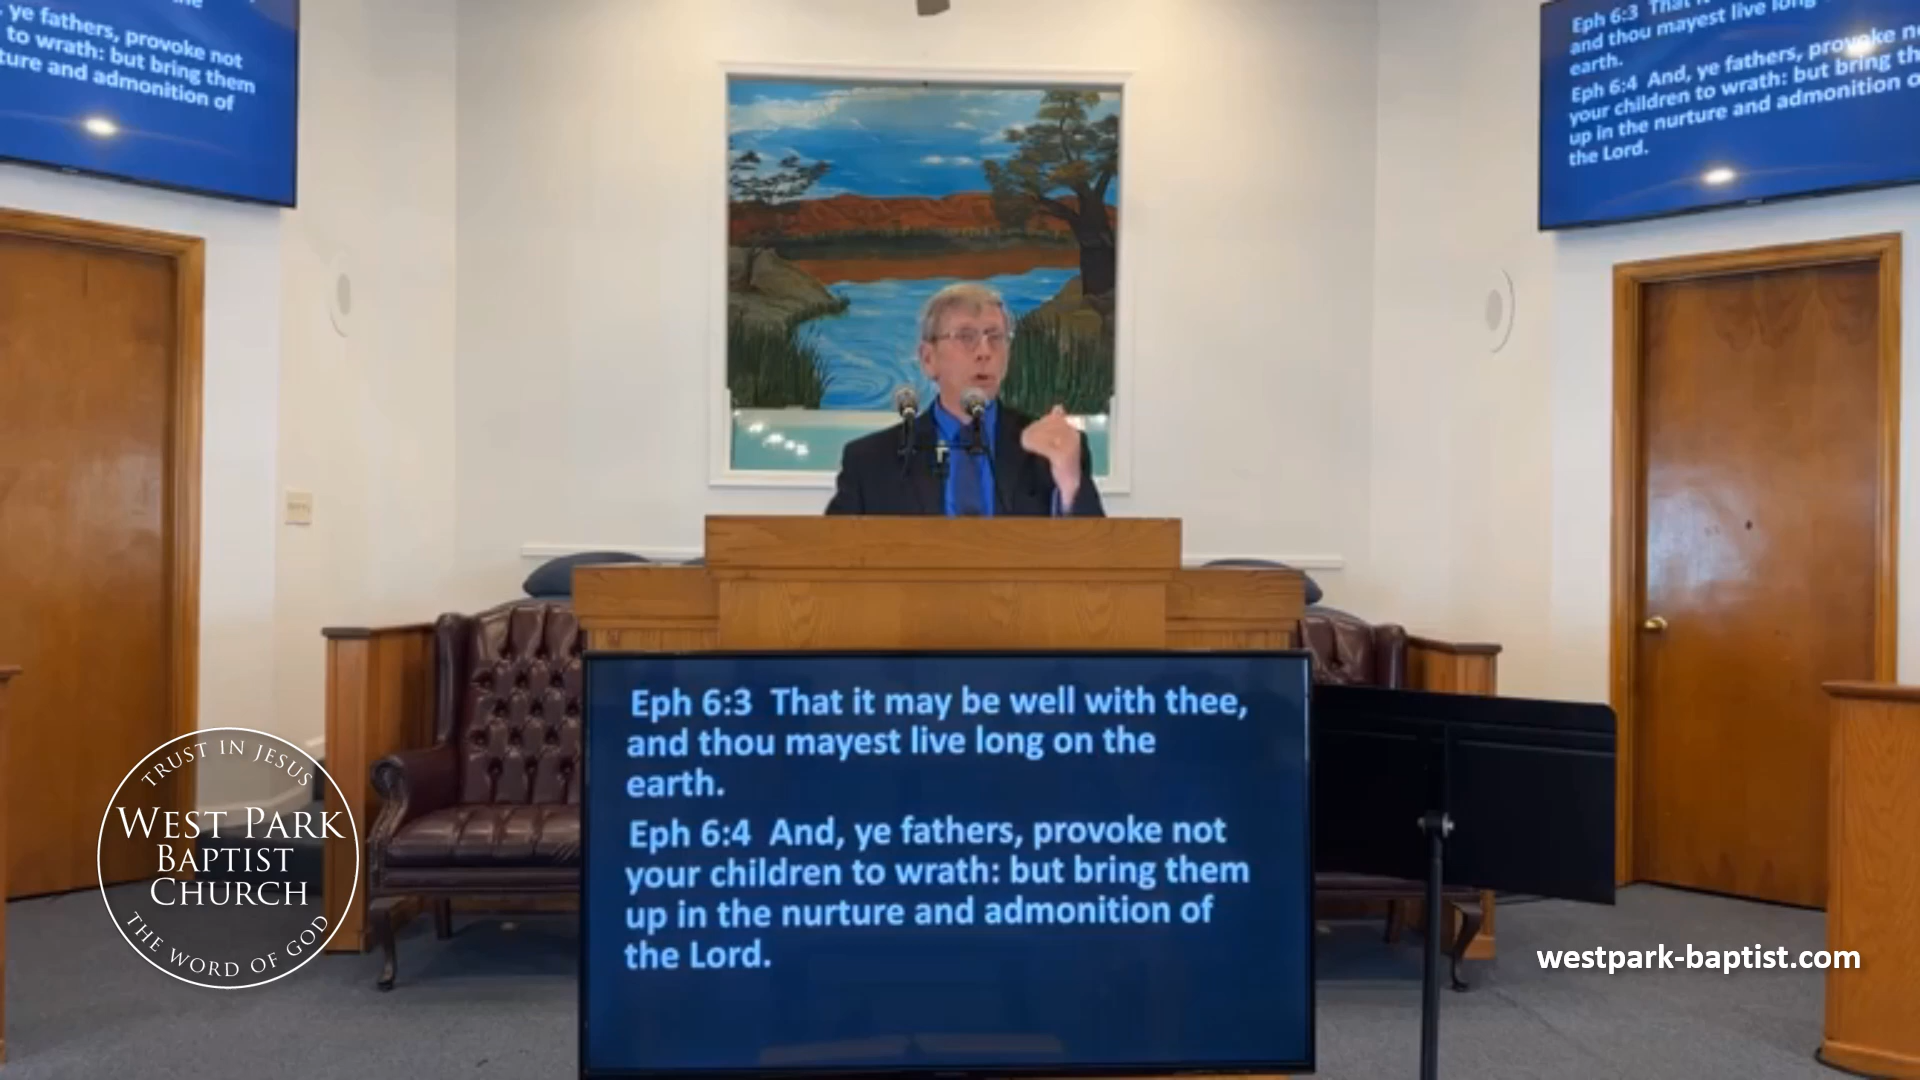 ye fathers, provoke not
to wrath: but bring them
ture and admonition of
Eph 6:3 That it
and thou mayest live long
earth.
Eph 6:4 And, ye fathers, provoke n
your children to wrath: but bring th
up in the nurture and admonition o
the Lord.
Eph 6:3 That it may be well with thee,
and thou mayest live long on the
earth.
Eph 6:4 And, ye fathers, provoke not
your children to wrath: but bring them
up in the nurture and admonition of
the Lord.
TRUST IN JESUS
WEST PARK
BAPTIST
CHURCH
THE WORD OF GOD
westpark-baptist.com